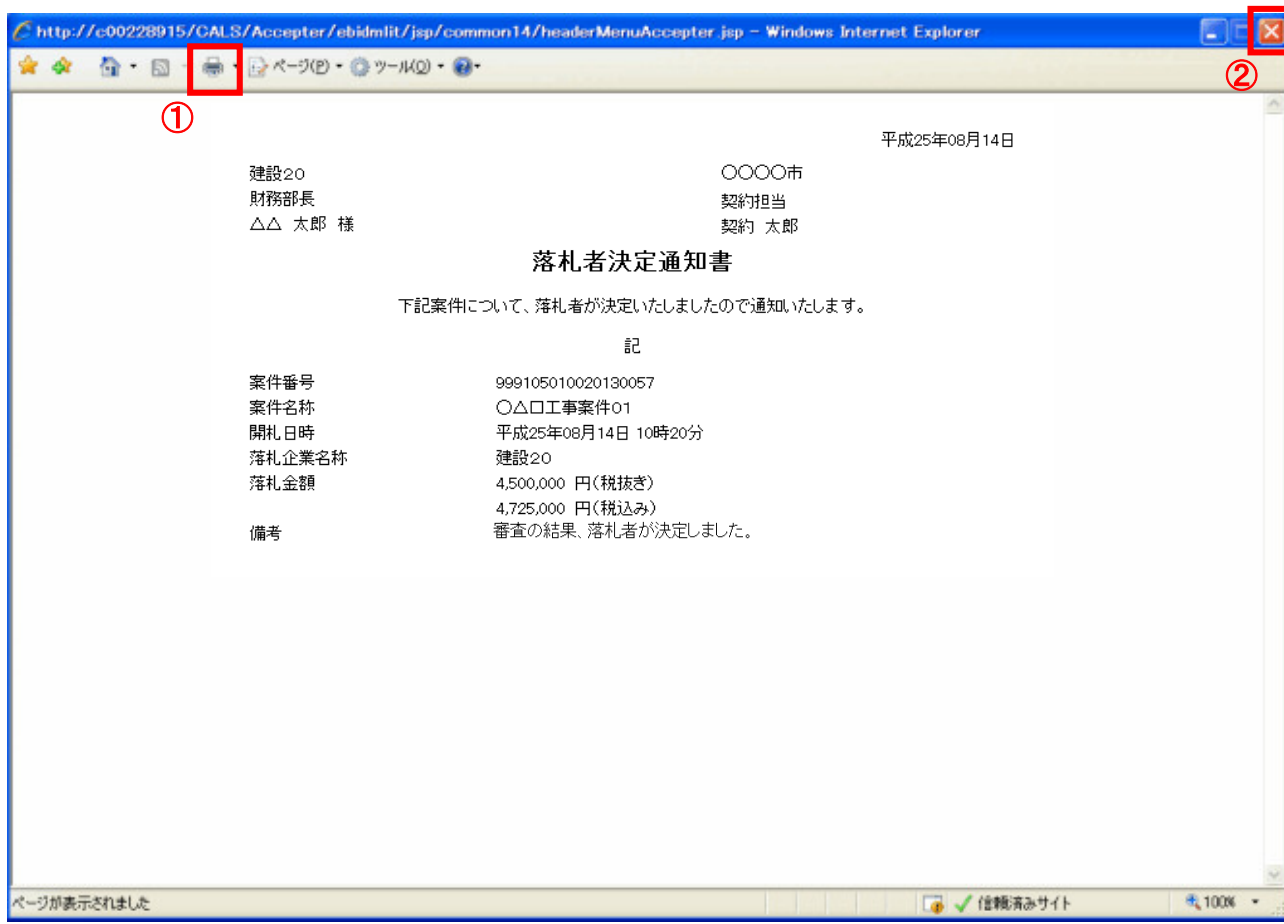 http://c00228915/CALS/Accepter/ebidmlit/jsp/common14/headerMenuAccepter.jsp - Windows Internet Explorer
ページ(P) ツール(O)
①
②
平成25年08月14日
建設20
〇〇〇〇市
財務部長
契約担当
△△ 太郎 様
契約 太郎
落札者決定通知書
下記案件について、落札者が決定いたしましたので通知いたします。
記
案件番号 999105010020130057
案件名称 〇△口工事案件01
開札日時 平成25年08月14日 10時20分
落札企業名称 建設20
落札金額 4,500,000 円(税抜き)
4,725,000 円(税込み)
備考 審査の結果、落札者が決定しました。
ページが表示されました 信頼済みサイト 100%